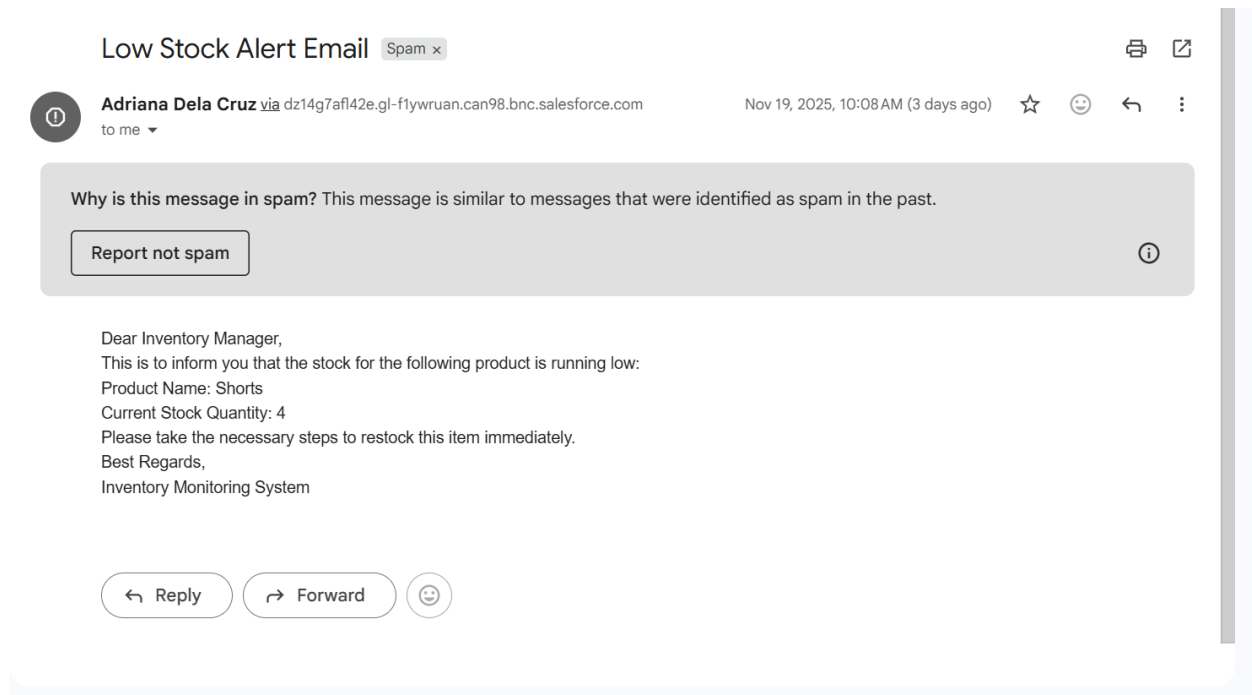 Low Stock Alert Email Spam ×
Adriana Dela Cruz via dz14g7afl42e.gl-f1ywruan.can98.bnc.salesforce.com Nov 19, 2025, 10:08 AM (3 days ago)
to me
Why is this message in spam? This message is similar to messages that were identified as spam in the past.
Report not spam
Dear Inventory Manager,
This is to inform you that the stock for the following product is running low:
Product Name: Shorts
Current Stock Quantity: 4
Please take the necessary steps to restock this item immediately.
Best Regards,
Inventory Monitoring System
Reply Forward